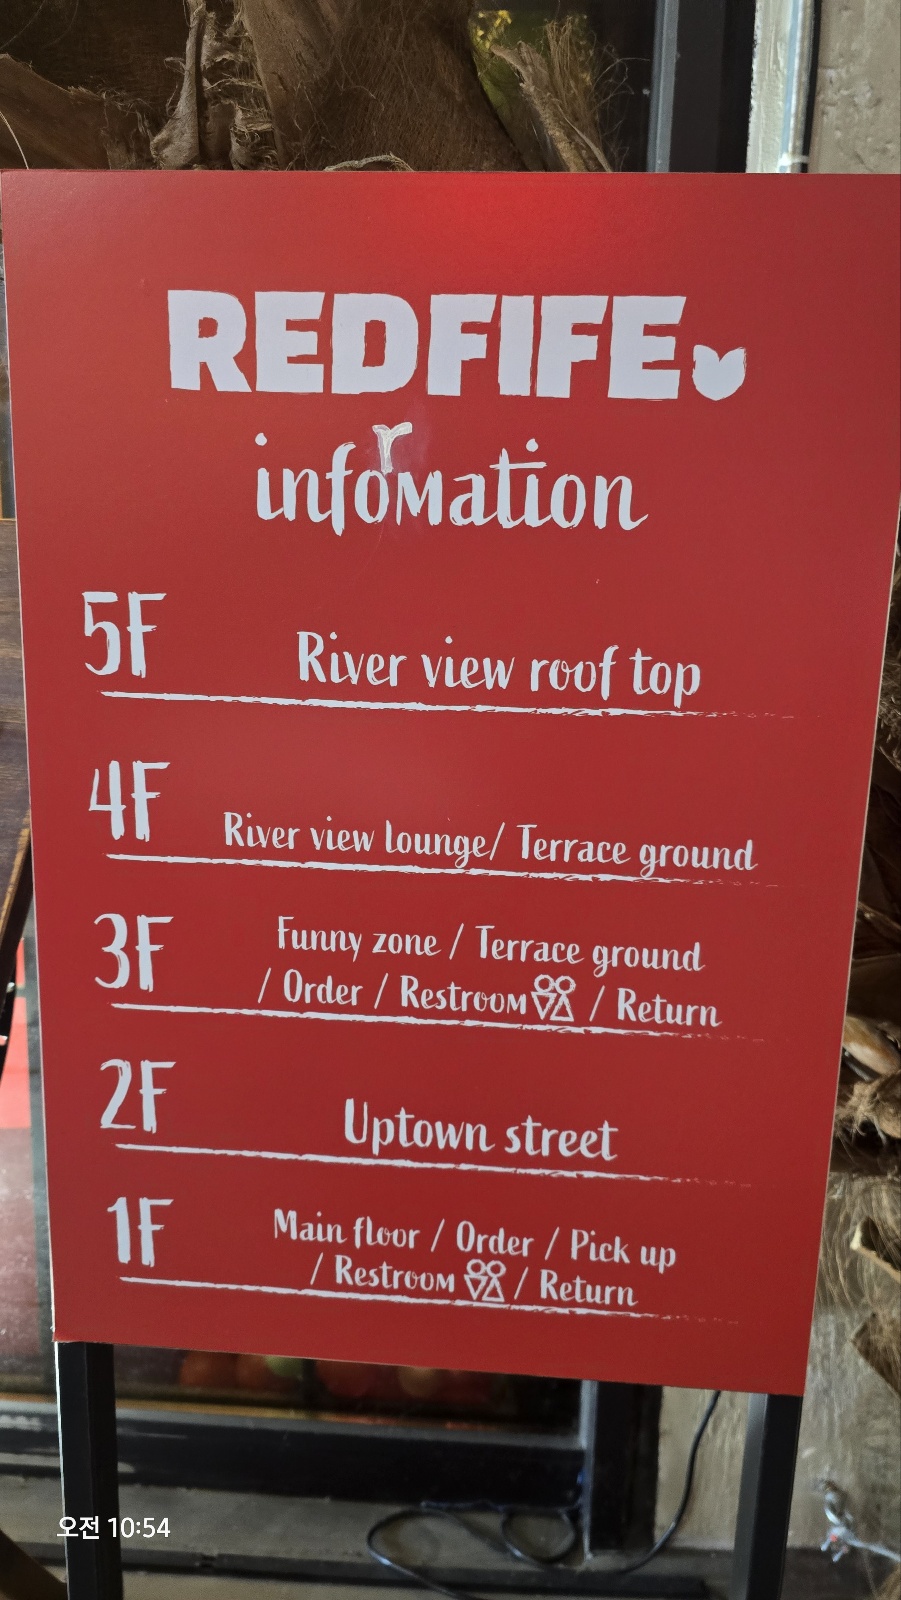 REDFIFE
infomation
r
5F River view roof top
4F River view lounge/ Terrace ground
3F Funny zone / Terrace ground
/ Order / Restroom / Return
2F Uptown street
1F Main floor / Order / Pick up
/ Restroom / Return
오전 10:54